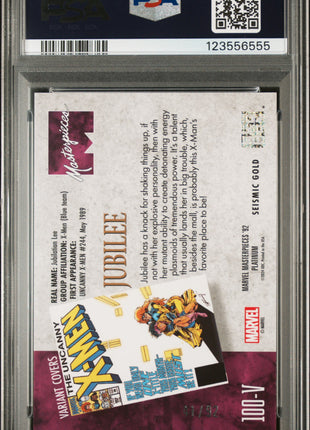 PSA
123556555
Masterpieces
VARIANT COVERS
THE UNCANNY
X-MEN
REAL NAME: Jubilation Lee
GROUP AFFILIATION: X-Men (Blue team)
FIRST APPEARANCE:
UNCANNY X-MEN #244, May 1989
JUBILEE
Jubilee has a knack for shaking things up, if
not with her explosive personality, then with
her mutant ability to create detonating energy
plasmoids of tremendous power. It's a talent
that usually lands her in big trouble, which,
besides the mall, is probably this X-Man's
favorite place to be!
SEISMIC GOLD
MARVEL MASTERPIECES '92
PLATINUM
MARVEL
© MARVEL
100-V